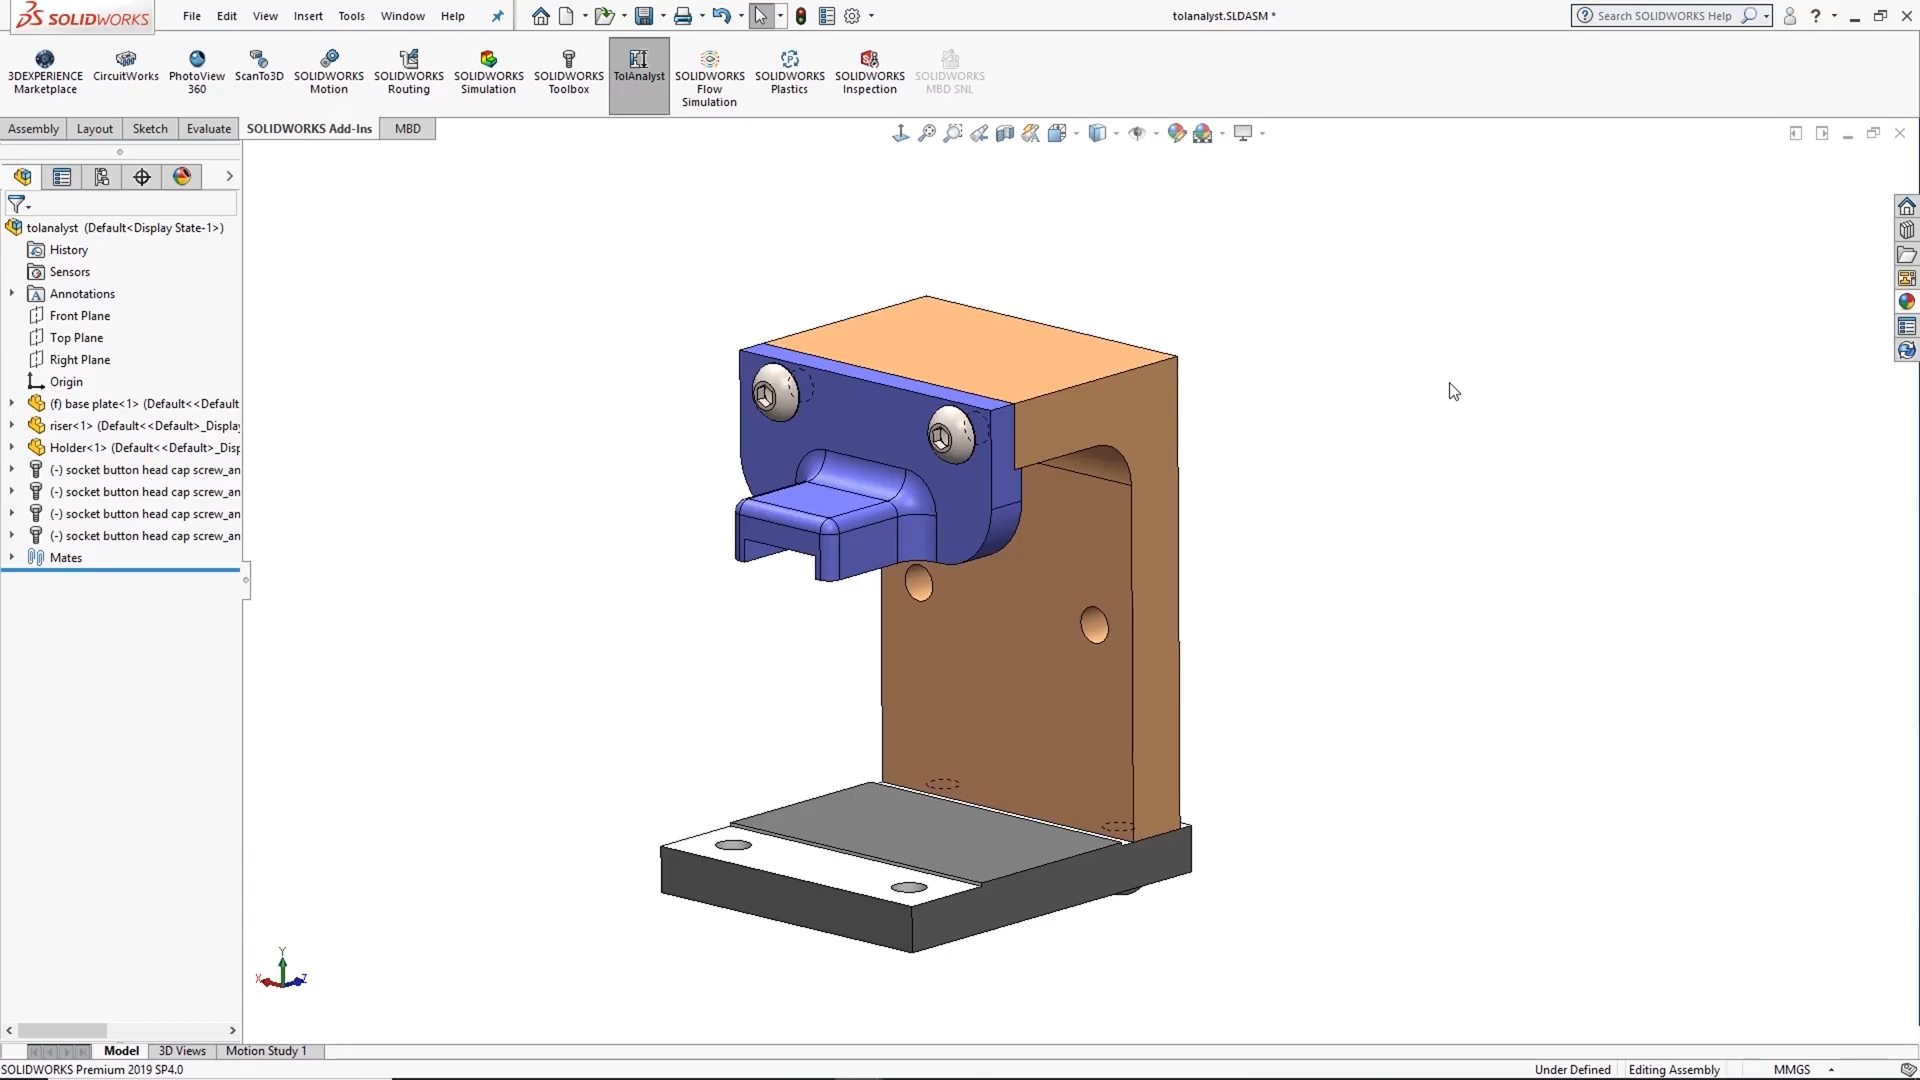 SOLIDWORKS
File Edit View Insert Tools Window Help
tolanalyst.SLDASM *
Search SOLIDWORKS Help
?
3DEXPERIENCE Marketplace
CircuitWorks
PhotoView 360
ScanTo3D
SOLIDWORKS Motion
SOLIDWORKS Routing
SOLIDWORKS Simulation
SOLIDWORKS Toolbox
TolAnalyst
SOLIDWORKS Flow Simulation
SOLIDWORKS Plastics
SOLIDWORKS Inspection
SOLIDWORKS MBD SNL
Assembly Layout Sketch Evaluate SOLIDWORKS Add-Ins MBD
tolanalyst (Default<Display State-1>)
History
Sensors
Annotations
Front Plane
Top Plane
Right Plane
Origin
(f) base plate<1> (Default<<Default
riser<1> (Default<<Default>_Display
Holder<1> (Default<<Default>_Disp
(-) socket button head cap screw_an
(-) socket button head cap screw_an
(-) socket button head cap screw_an
(-) socket button head cap screw_an
Mates
Y
X Z
Model 3D Views Motion Study 1
SOLIDWORKS Premium 2019 SP4.0
Under Defined Editing Assembly MMGS